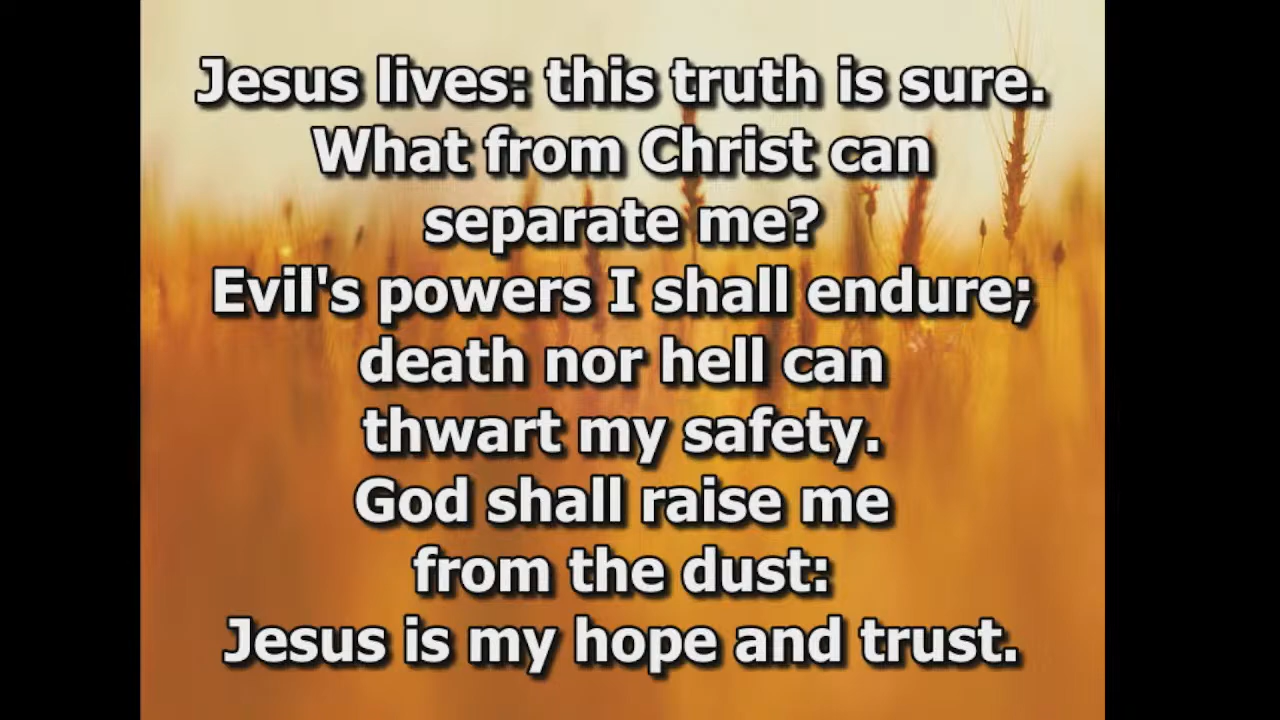 Jesus lives: this truth is sure.
What from Christ can
separate me?
Evil's powers I shall endure;
death nor hell can
thwart my safety.
God shall raise me
from the dust:
Jesus is my hope and trust.